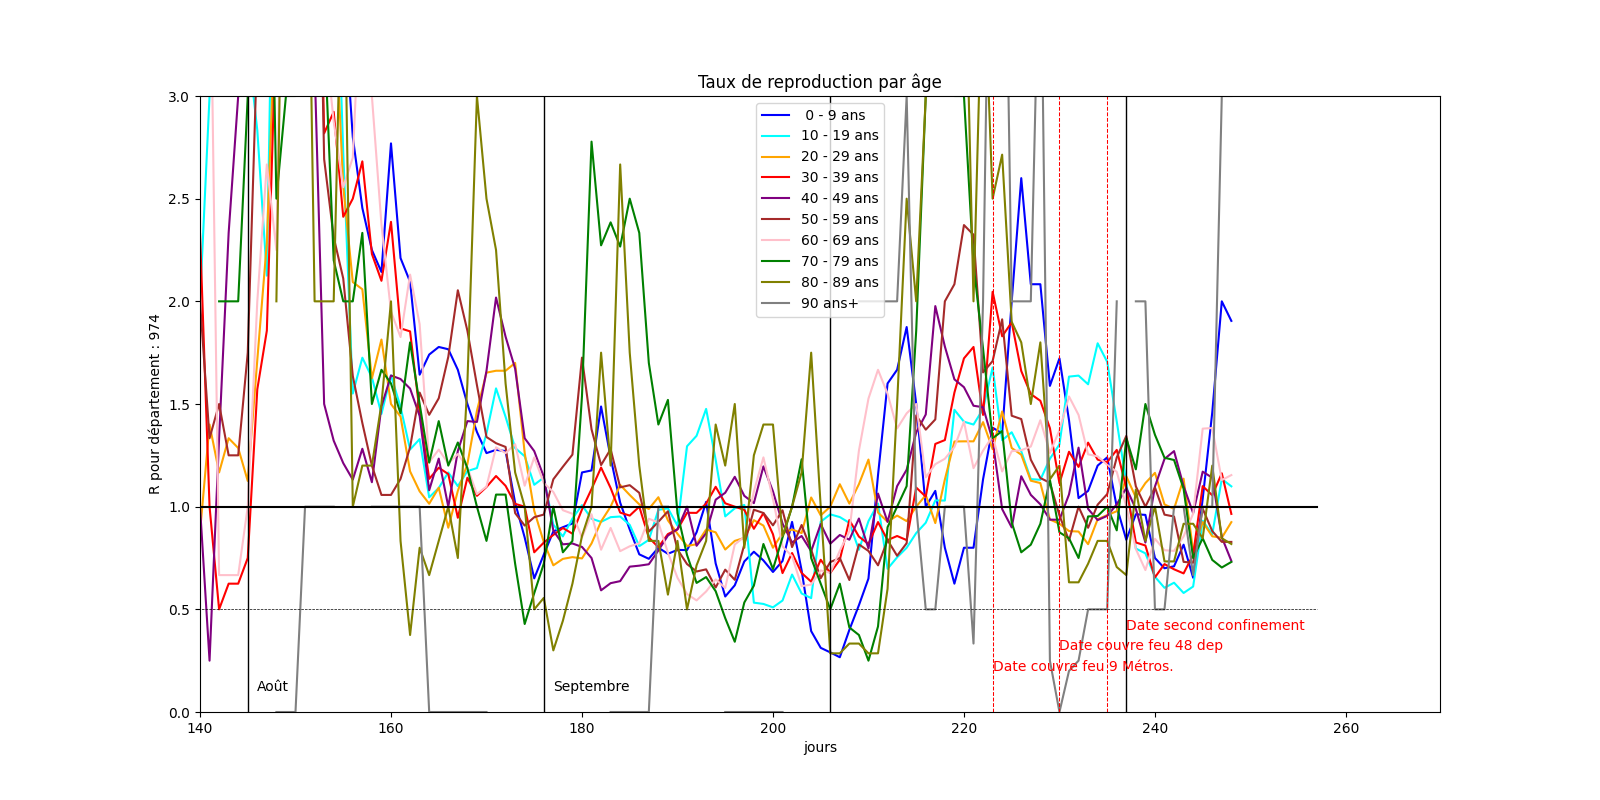 Taux de reproduction par âge
R pour département : 974
3.0
2.5
2.0
1.5
1.0
0.5
0.0
0 - 9 ans
10 - 19 ans
20 - 29 ans
30 - 39 ans
40 - 49 ans
50 - 59 ans
60 - 69 ans
70 - 79 ans
80 - 89 ans
90 ans+
Date second confinement
Date couvre feu 48 dep
Date couvre feu 9 Métros.
Août
Septembre
140
160
180
200
220
240
260
jours